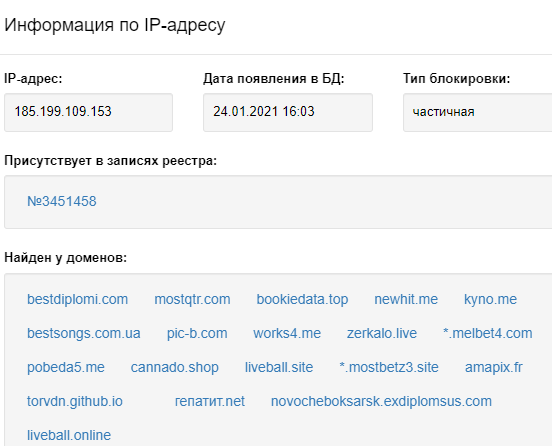 Информация по IP-адресу
IP-адрес: Дата появления в БД: Тип блокировки:
185.199.109.153 24.01.2021 16:03 частичная
Присутствует в записях реестра:
№3451458
Найден у доменов:
bestdiplomi.com mostqtr.com bookiedata.top newhit.me kyno.me
bestsongs.com.ua pic-b.com works4.me zerkalo.live *.melbet4.com
pobeda5.me cannado.shop liveball.site *.mostbetz3.site amapix.fr
torvdn.github.io гепатит.net novocheboksarsk.exdiplomsus.com
liveball.online